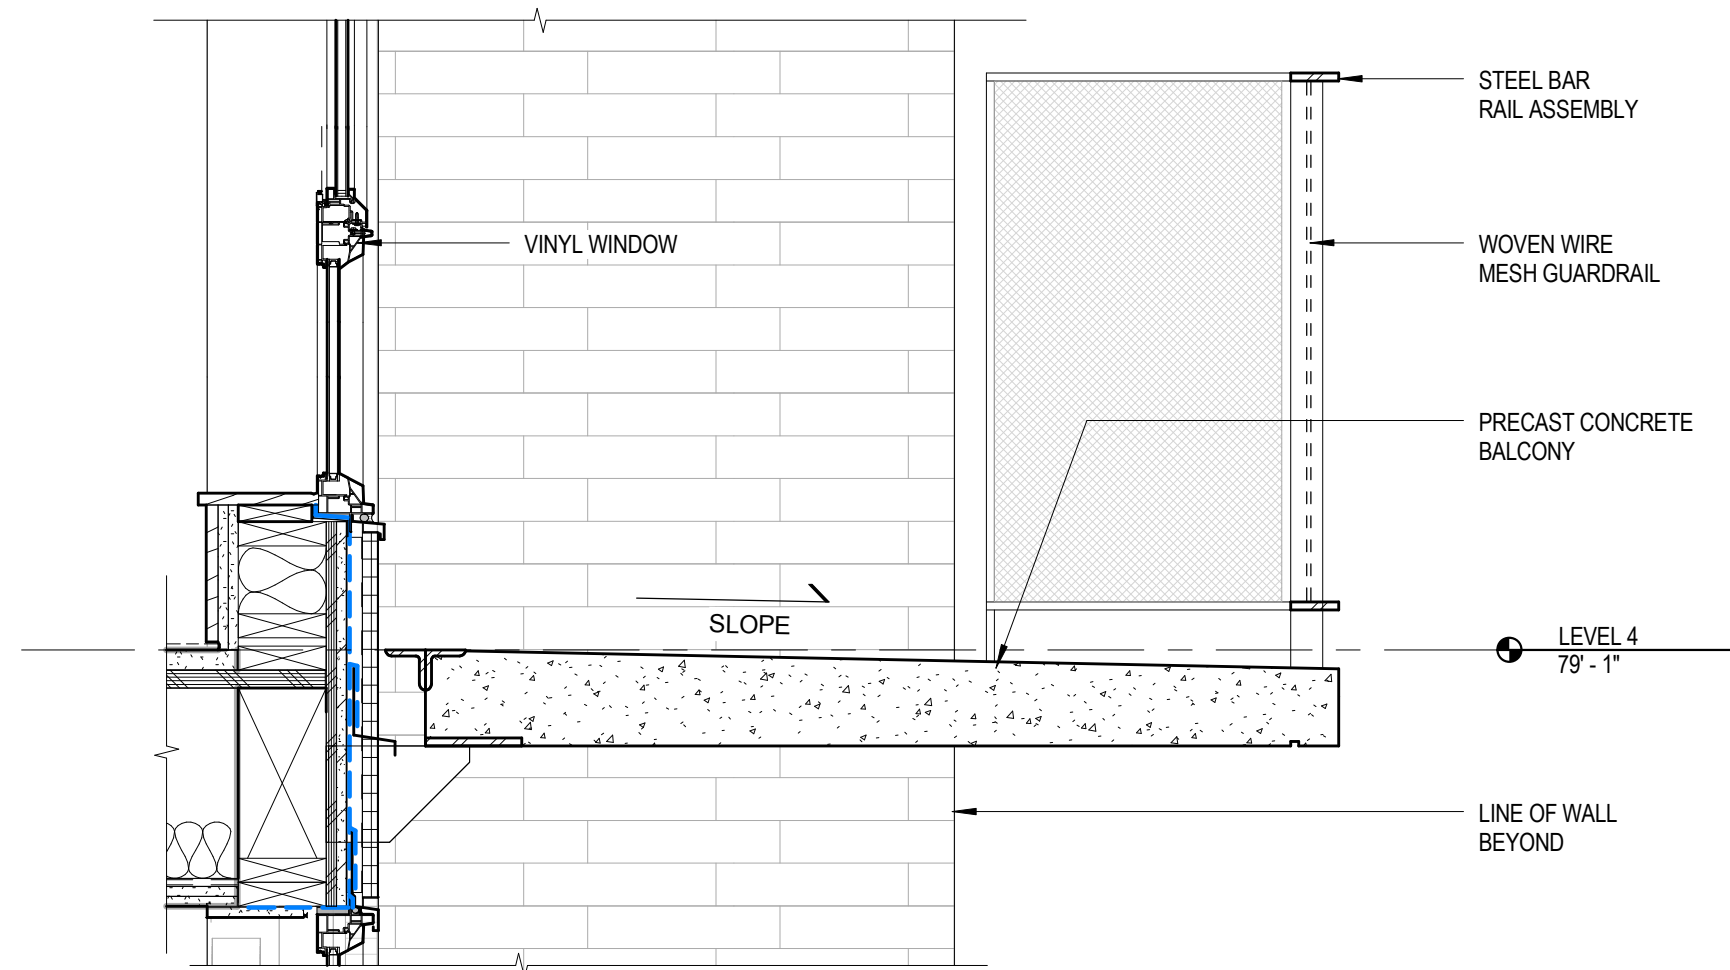 STEEL BAR
RAIL ASSEMBLY
VINYL WINDOW
WOVEN WIRE
MESH GUARDRAIL
PRECAST CONCRETE
BALCONY
SLOPE
LEVEL 4
79' - 1"
LINE OF WALL
BEYOND